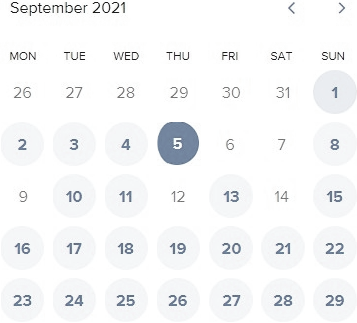 September 2021
MON TUE WED THU FRI SAT SUN
26 27 28 29 30 31 1
2 3 4 5 6 7 8
9 10 11 12 13 14 15
16 17 18 19 20 21 22
23 24 25 26 27 28 29